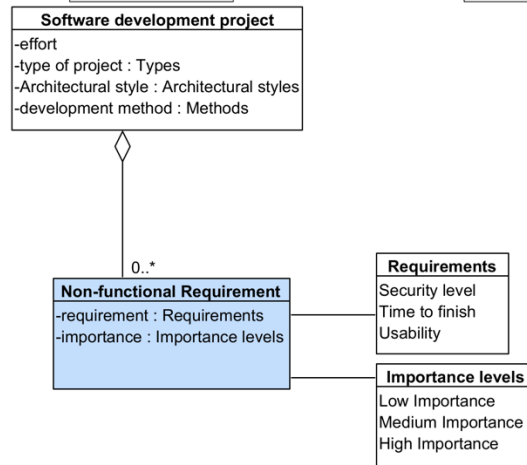 Software development project
-effort
-type of project : Types
-Architectural style : Architectural styles
-development method : Methods
0..*
Non-functional Requirement
-requirement : Requirements
-importance : Importance levels
Requirements
Security level
Time to finish
Usability
Importance levels
Low Importance
Medium Importance
High Importance